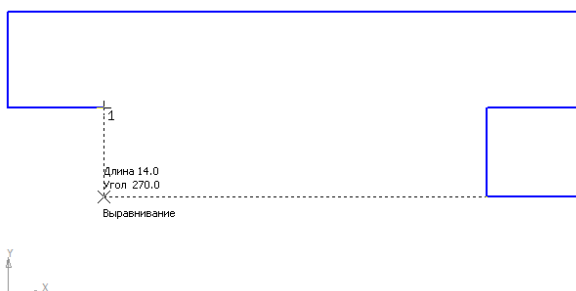 1
Длина 14.0
Угол 270.0
Выравнивание
Y
X